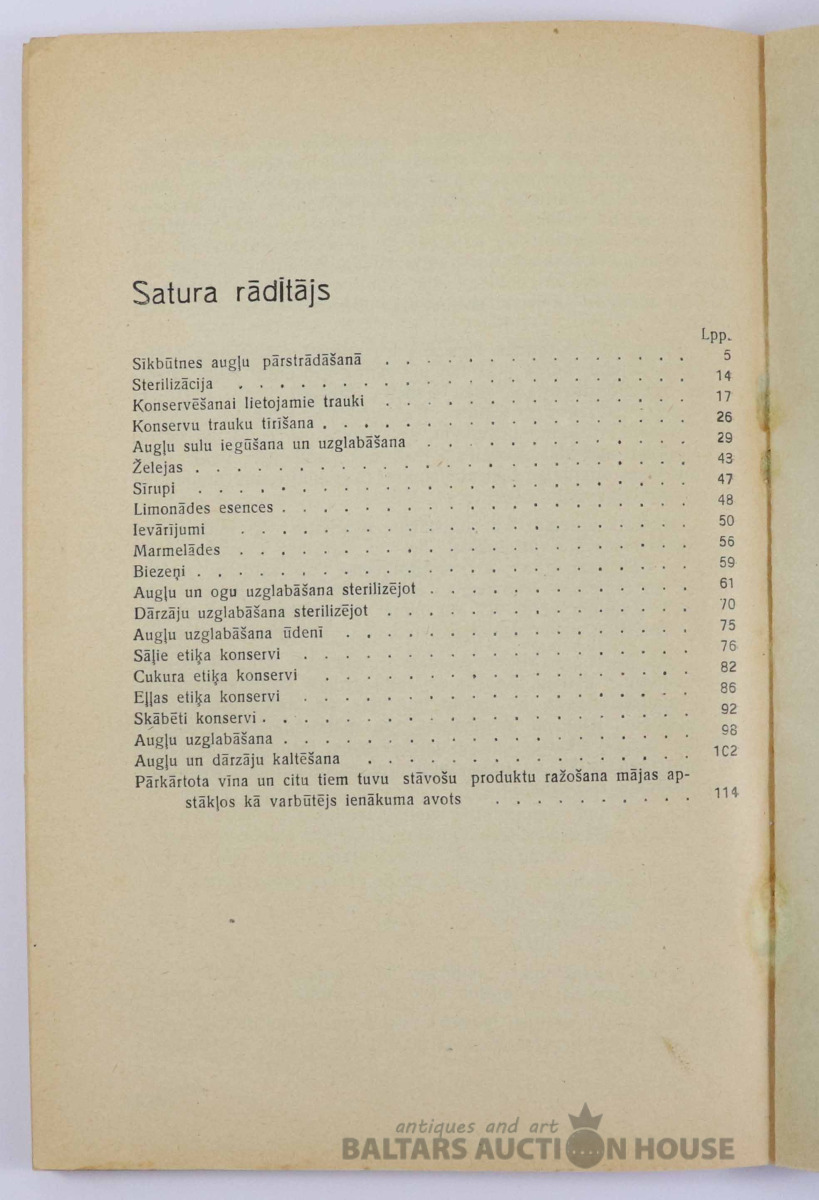 Satura rādītājs
Lpp.
Sīkbūtnes augļu pārstrādāšanā . . . . . . . . . . . . . . . 5
Sterilizācija . . . . . . . . . . . . . . . . . . . . . . 14
Konservēšanai lietojamie trauki . . . . . . . . . . . . . . . 17
Konservu trauku tīrīšana . . . . . . . . . . . . . . . . . . 26
Augļu sulu iegūšana un uzglabāšana . . . . . . . . . . . . . 29
Želejas . . . . . . . . . . . . . . . . . . . . . . . . 43
Sīrupi . . . . . . . . . . . . . . . . . . . . . . . . 47
Limonādes esences . . . . . . . . . . . . . . . . . . . . 48
Ievārījumi . . . . . . . . . . . . . . . . . . . . . . 50
Marmelādes . . . . . . . . . . . . . . . . . . . . . . 56
Biezeņi . . . . . . . . . . . . . . . . . . . . . . . . 59
Augļu un ogu uzglabāšana sterilizējot . . . . . . . . . . . . . 61
Dārzāju uzglabāšana sterilizējot . . . . . . . . . . . . . . . 70
Augļu uzglabāšana ūdenī . . . . . . . . . . . . . . . . . 75
Sāļie etiķa konservi . . . . . . . . . . . . . . . . . . . 76
Cukura etiķa konservi . . . . . . . . . . . . . . . . . . 82
Eļļas etiķa konservi . . . . . . . . . . . . . . . . . . . 86
Skābēti konservi . . . . . . . . . . . . . . . . . . . . . 92
Augļu uzglabāšana . . . . . . . . . . . . . . . . . . . . 98
Augļu un dārzāju kaltēšana . . . . . . . . . . . . . . . . 102
Pārkārtota vīna un citu tiem tuvu stāvošu produktu ražošana mājas ap-
stākļos kā varbūtējs ienākuma avots . . . . . . . . . . 114
antiques and art
BALTARS AUCTION HOUSE